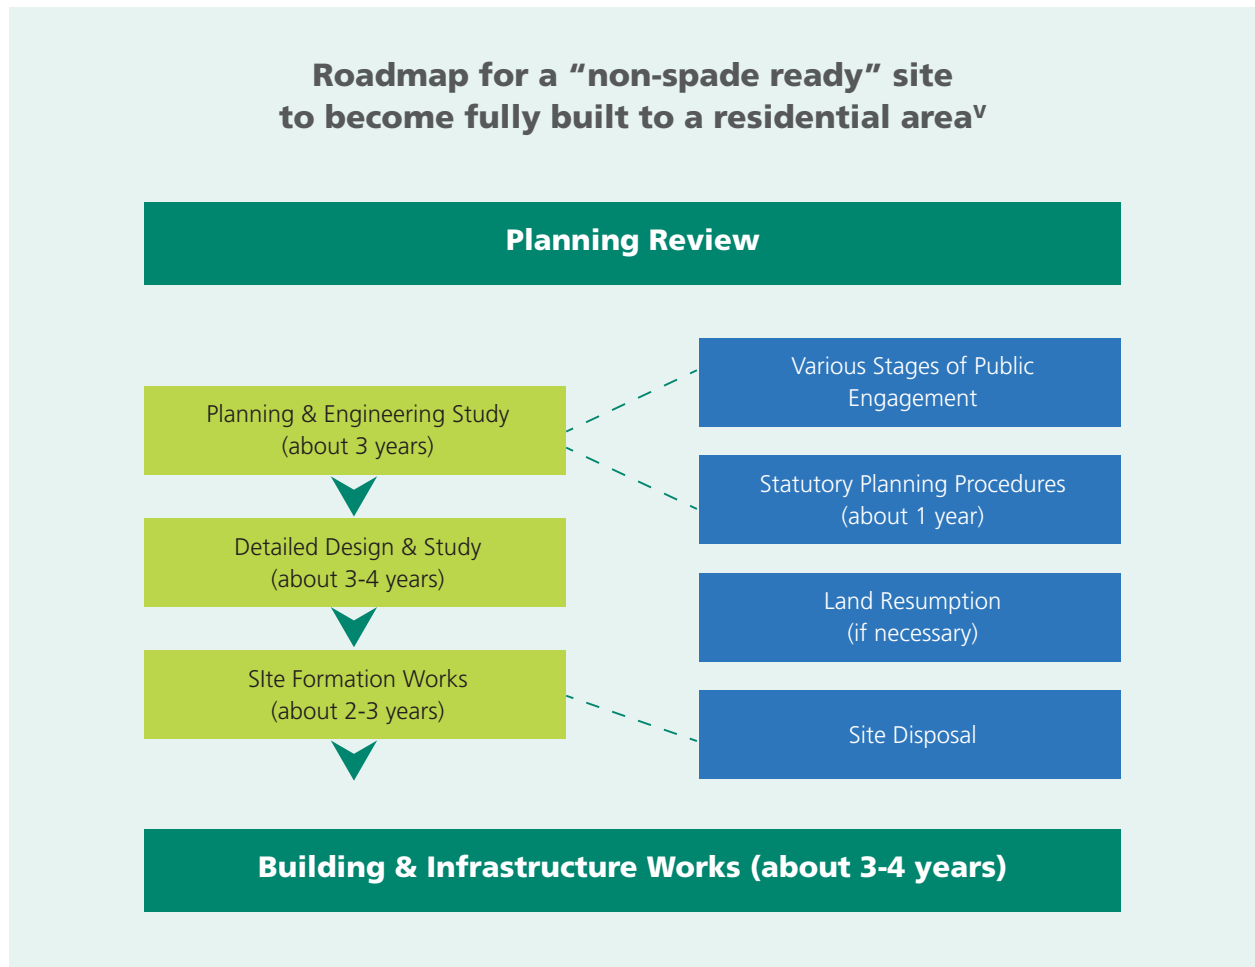 Roadmap for a “non-spade ready” site
to become fully built to a residential areaⱽ
Planning Review
Planning & Engineering Study
(about 3 years)
Detailed Design & Study
(about 3-4 years)
SIte Formation Works
(about 2-3 years)
Various Stages of Public
Engagement
Statutory Planning Procedures
(about 1 year)
Land Resumption
(if necessary)
Site Disposal
Building & Infrastructure Works (about 3-4 years)